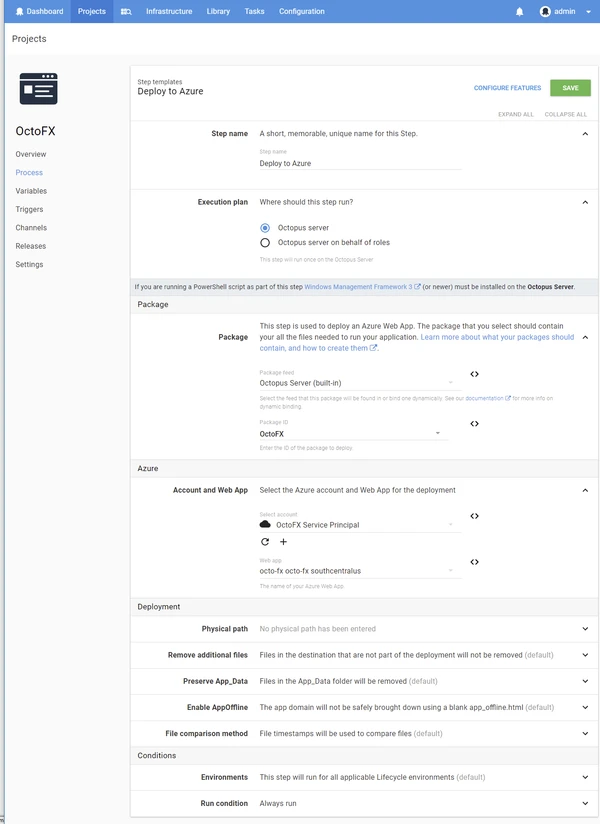 Dashboard Projects Infrastructure Library Tasks Configuration admin
Projects
Step templates
Deploy to Azure
CONFIGURE FEATURES SAVE
EXPAND ALL COLLAPSE ALL
OctoFX
Overview
Process
Variables
Triggers
Channels
Releases
Settings
Step name A short, memorable, unique name for this Step.
Step name
Deploy to Azure
Execution plan Where should this step run?
Octopus server
Octopus server on behalf of roles
This step will run once on the Octopus Server
If you are running a PowerShell script as part of this step Windows Management Framework 3 (or newer) must be installed on the Octopus Server.
Package
Package This step is used to deploy an Azure Web App. The package that you select should contain
your all the files needed to run your application. Learn more about what your packages should
contain, and how to create them.
Package feed
Octopus Server (built-in)
Select the feed that this package will be found in or bind one dynamically. See our documentation for more info on
dynamic binding.
Package ID
OctoFX
Enter the ID of the package to deploy.
Azure
Account and Web App Select the Azure account and Web App for the deployment
Select account
OctoFX Service Principal
Web app
octo-fx octo-fx southcentralus
The name of your Azure Web App.
Deployment
Physical path No physical path has been entered
Remove additional files Files in the destination that are not part of the deployment will not be removed (default)
Preserve App_Data Files in the App_Data folder will be removed (default)
Enable AppOffline The app domain will not be safely brought down using a blank app_offline.html (default)
File comparison method File timestamps will be used to compare files (default)
Conditions
Environments This step will run for all applicable Lifecycle environments (default)
Run condition Always run